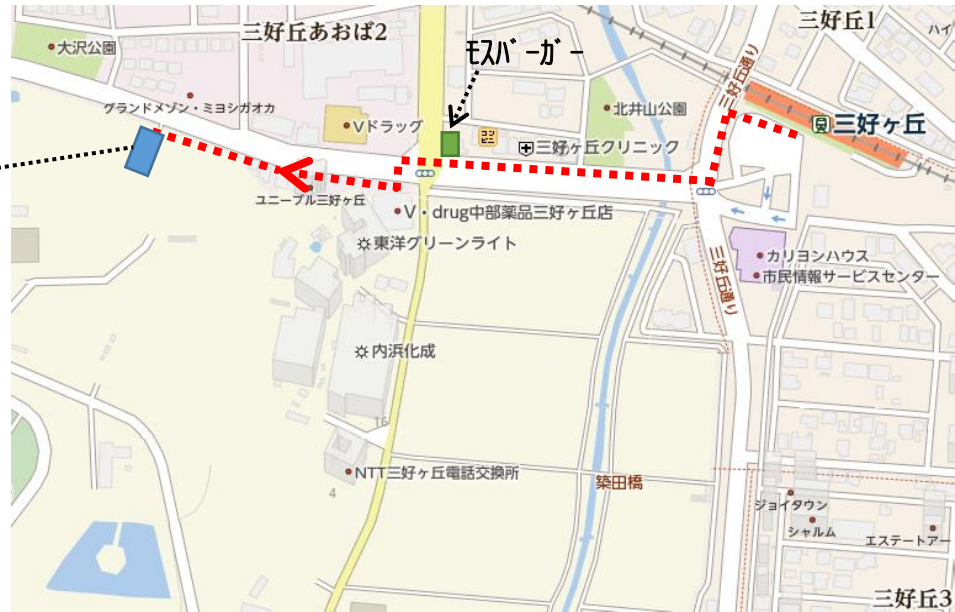 三好丘あおば2
三好丘1
ハイ
大沢公園
モスバーガー
三好丘通り
グランドメゾン・ミヨシガオカ
Vドラッグ
コンビニ
三好ヶ丘クリニック
北井山公園
三好ヶ丘
ユニーブル三好ヶ丘
V・drug中部薬品三好ヶ丘店
東洋グリーンライト
三好丘通り
カリヨンハウス
市民情報サービスセンター
内浜化成
16
NTT三好ヶ丘電話交換所
4
築田橋
ジョイタウン
シャルム
エステートアー
三好丘3